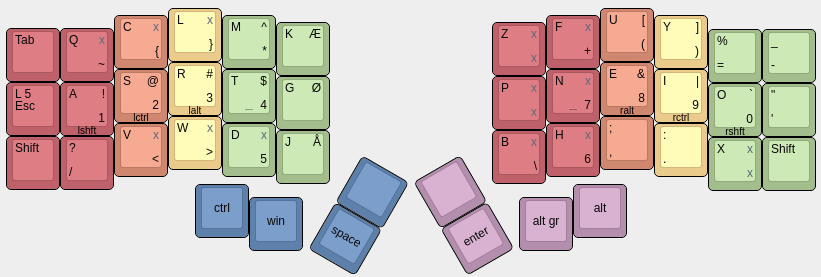 Tab
Q x
~
C x
{
L x
}
M ^
*
K Æ
Z x
x
F x
+
U [
(
Y ]
)
%
=
_
-
L 5
Esc
A !
1
lshft
S @
2
lctrl
R #
3
lalt
T $
_ 4
G Ø
P x
x
N x
_ 7
E &
8
ralt
I |
9
rctrl
O `
0
rshft
"
'
Shift
?
/
V x
<
W x
>
D x
5
J Å
B x
\
H x
6
;
,
:
.
X x
x
Shift
ctrl
win
space
enter
alt gr
alt